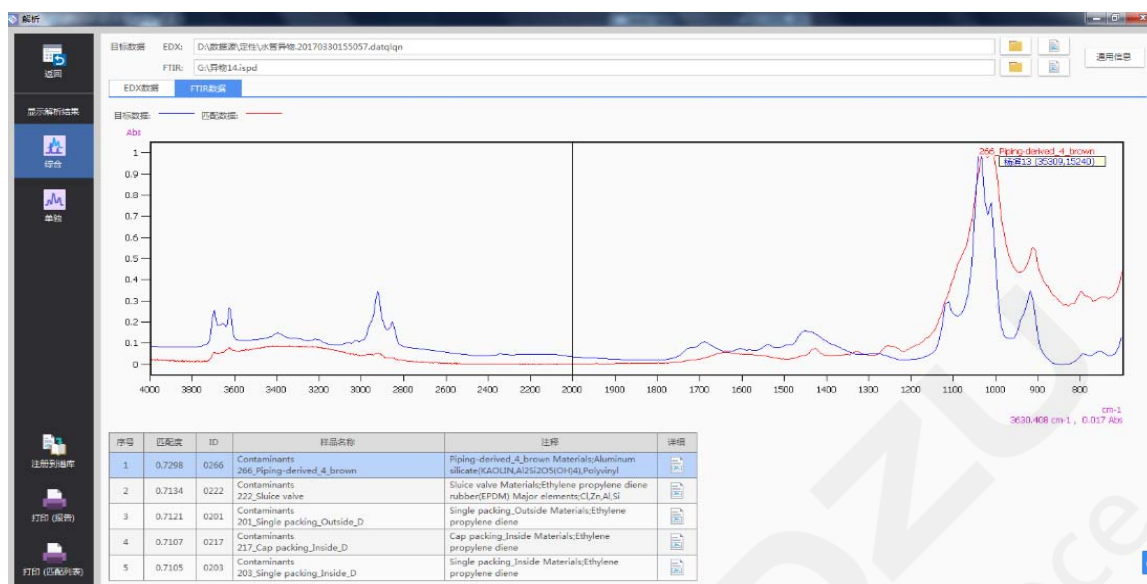 解析
目标数据 EDX: D:\数据源\定性\水管异物.20170330155057.datqlqn
FTIR: G:\异物14.ispd
通用信息
返回
显示解析结果
综合
单独
注册到谱库
打印 (报告)
打印 (匹配列表)
EDX数据 FTIR数据
目标数据: 匹配数据:
Abs
266_Piping-derived_4_brown
杨滨13 (35309,15240)
1
0.9
0.8
0.7
0.6
0.5
0.4
0.3
0.2
0.1
0
4000 3800 3600 3400 3200 3000 2800 2600 2400 2200 2000 1900 1800 1700 1600 1500 1400 1300 1200 1100 1000 900 800
cm-1
3630.408 cm-1 , 0.017 Abs
序号 匹配度 ID 样品名称 注释 详细
1 0.7298 0266 Contaminants 266_Piping-derived_4_brown Piping-derived_4_brown Materials;Aluminum silicate(KAOLIN,Al2Si2O5(OH)4),Polyvinyl
2 0.7134 0222 Contaminants 222_Sluice valve Sluice valve Materials;Ethylene propylene diene rubber(EPDM) Major elements;Cl,Zn,Al,Si
3 0.7121 0201 Contaminants 201_Single packing_Outside_D Single packing_Outside Materials;Ethylene propylene diene
4 0.7107 0217 Contaminants 217_Cap packing_Inside_D Cap packing_Inside Materials;Ethylene propylene diene
5 0.7105 0203 Contaminants 203_Single packing_Inside_D Single packing_Inside Materials;Ethylene propylene diene